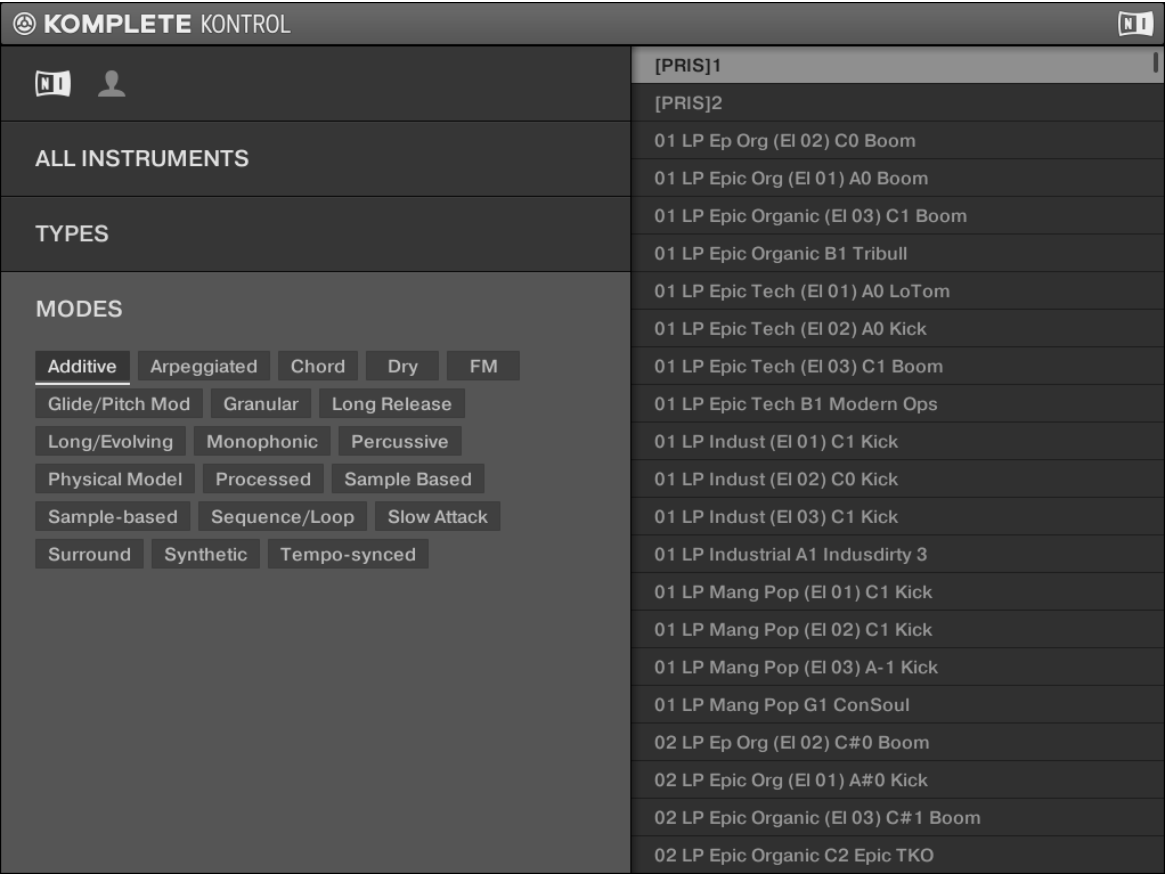 KOMPLETE KONTROL
NI
NI
ALL INSTRUMENTS
TYPES
MODES
Additive Arpeggiated Chord Dry FM
Glide/Pitch Mod Granular Long Release
Long/Evolving Monophonic Percussive
Physical Model Processed Sample Based
Sample-based Sequence/Loop Slow Attack
Surround Synthetic Tempo-synced
[PRIS]1
[PRIS]2
01 LP Ep Org (El 02) C0 Boom
01 LP Epic Org (El 01) A0 Boom
01 LP Epic Organic (El 03) C1 Boom
01 LP Epic Organic B1 Tribull
01 LP Epic Tech (El 01) A0 LoTom
01 LP Epic Tech (El 02) A0 Kick
01 LP Epic Tech (El 03) C1 Boom
01 LP Epic Tech B1 Modern Ops
01 LP Indust (El 01) C1 Kick
01 LP Indust (El 02) C0 Kick
01 LP Indust (El 03) C1 Kick
01 LP Industrial A1 Indusdirty 3
01 LP Mang Pop (El 01) C1 Kick
01 LP Mang Pop (El 02) C1 Kick
01 LP Mang Pop (El 03) A-1 Kick
01 LP Mang Pop G1 ConSoul
02 LP Ep Org (El 02) C#0 Boom
02 LP Epic Org (El 01) A#0 Kick
02 LP Epic Organic (El 03) C#1 Boom
02 LP Epic Organic C2 Epic TKO